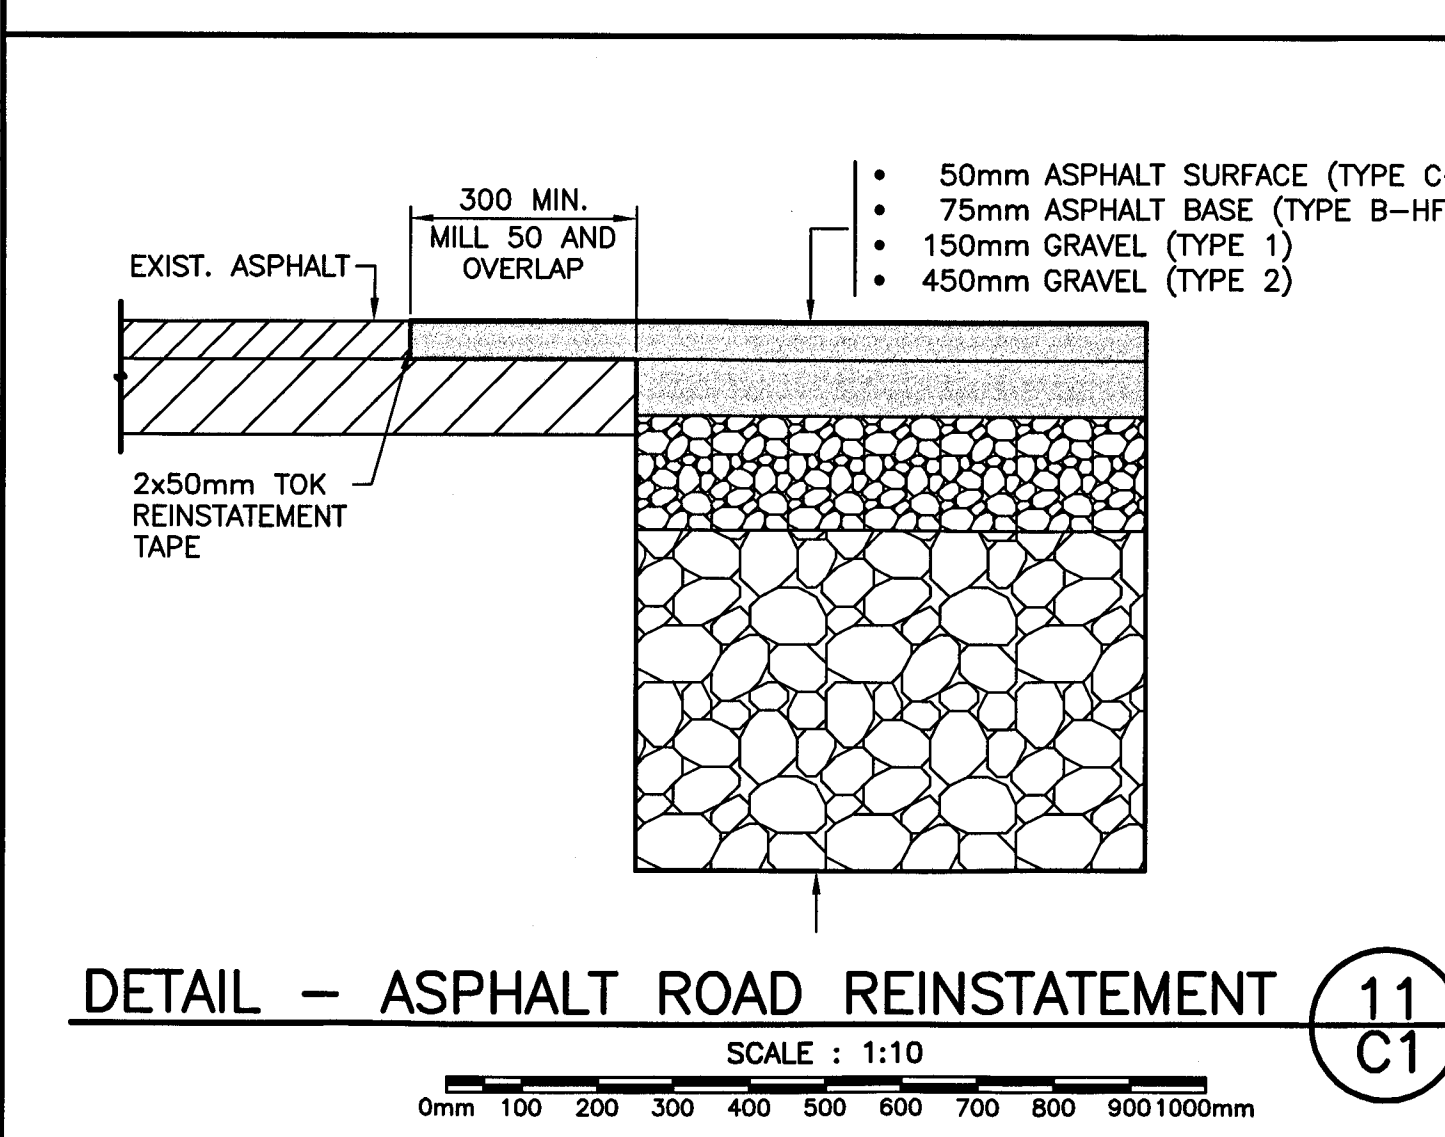 300 MIN.
MILL 50 AND
OVERLAP
EXIST. ASPHALT
• 50mm ASPHALT SURFACE (TYPE C-
• 75mm ASPHALT BASE (TYPE B-HF
• 150mm GRAVEL (TYPE 1)
• 450mm GRAVEL (TYPE 2)
2x50mm TOK
REINSTATEMENT
TAPE
DETAIL - ASPHALT ROAD REINSTATEMENT
11
C1
SCALE : 1:10
0mm 100 200 300 400 500 600 700 800 900 1000mm